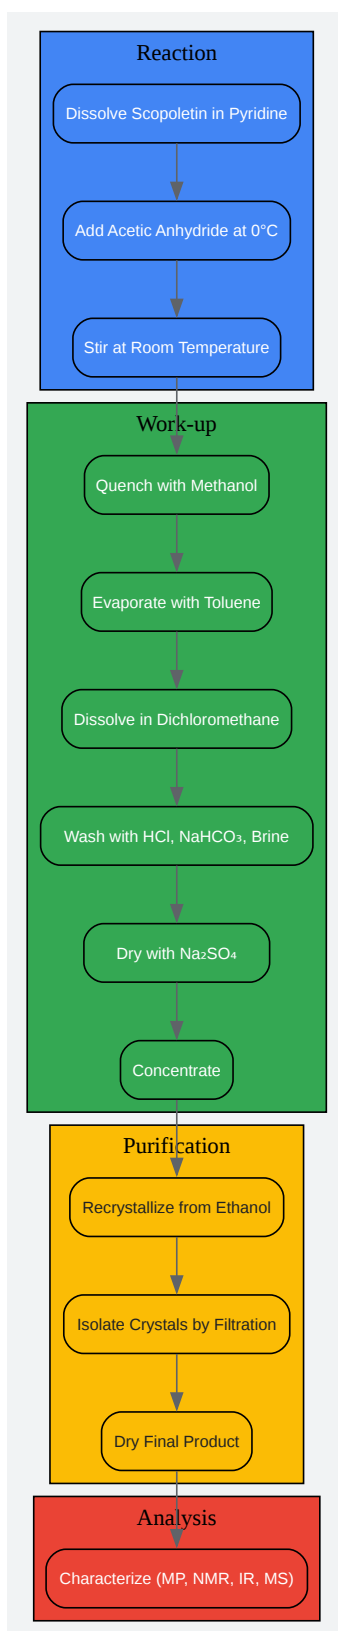 Reaction
Dissolve Scopoletin in Pyridine
Add Acetic Anhydride at 0°C
Stir at Room Temperature
Work-up
Quench with Methanol
Evaporate with Toluene
Dissolve in Dichloromethane
Wash with HCl, NaHCO₃, Brine
Dry with Na₂SO₄
Concentrate
Purification
Recrystallize from Ethanol
Isolate Crystals by Filtration
Dry Final Product
Analysis
Characterize (MP, NMR, IR, MS)